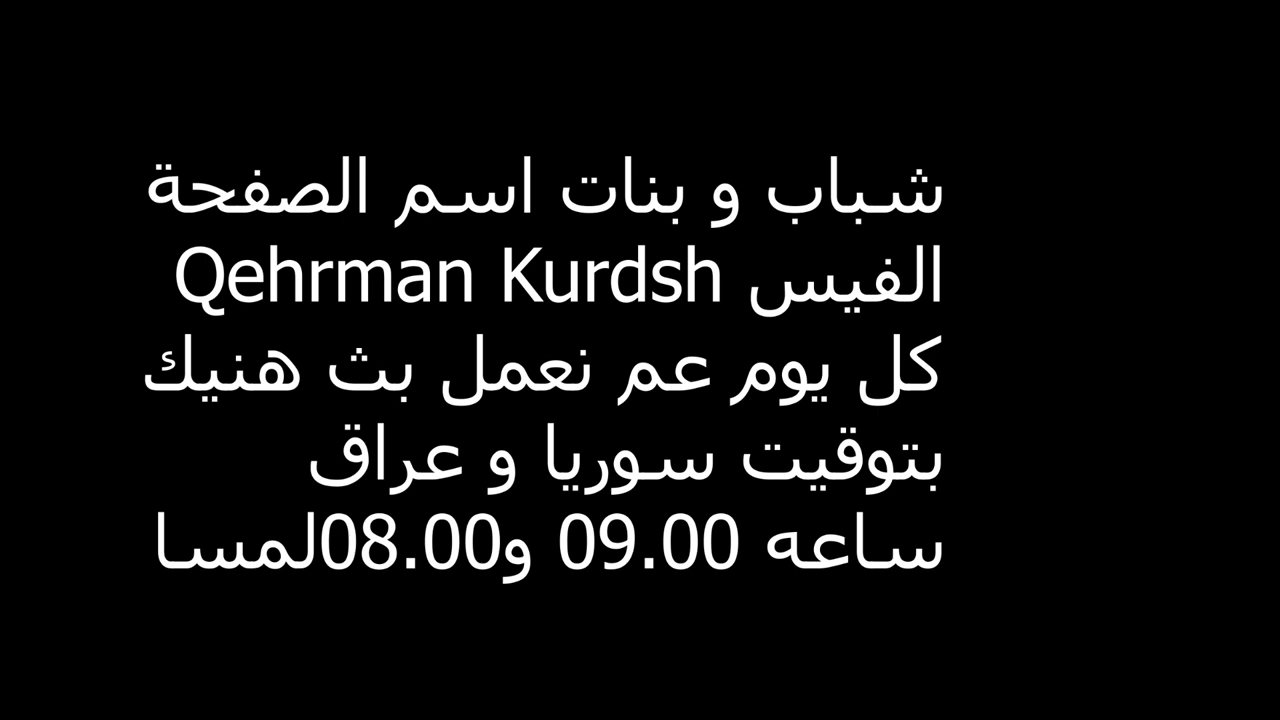 شباب و بنات اسم الصفحة
الفيس Qehrman Kurdsh
كل يوم عم نعمل بث هنيك
بتوقيت سوريا و عراق
ساعه 09.00 و08.00لمسا